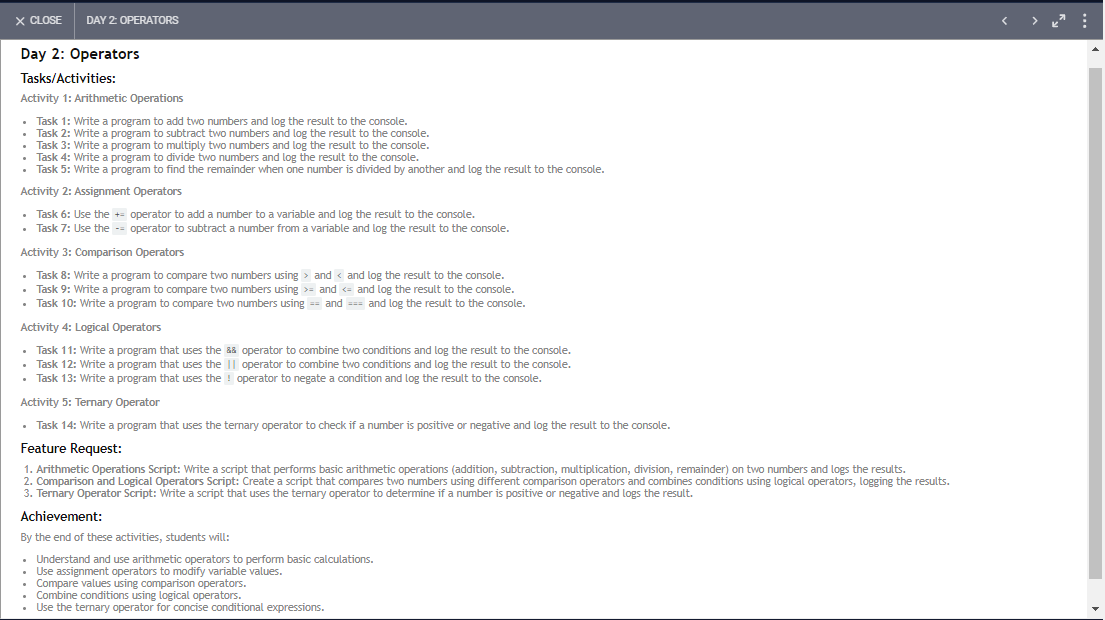 CLOSE DAY 2: OPERATORS
Day 2: Operators
Tasks/Activities:
Activity 1: Arithmetic Operations
• Task 1: Write a program to add two numbers and log the result to the console.
• Task 2: Write a program to subtract two numbers and log the result to the console.
• Task 3: Write a program to multiply two numbers and log the result to the console.
• Task 4: Write a program to divide two numbers and log the result to the console.
• Task 5: Write a program to find the remainder when one number is divided by another and log the result to the console.
Activity 2: Assignment Operators
• Task 6: Use the += operator to add a number to a variable and log the result to the console.
• Task 7: Use the -= operator to subtract a number from a variable and log the result to the console.
Activity 3: Comparison Operators
• Task 8: Write a program to compare two numbers using > and < and log the result to the console.
• Task 9: Write a program to compare two numbers using >= and <= and log the result to the console.
• Task 10: Write a program to compare two numbers using == and === and log the result to the console.
Activity 4: Logical Operators
• Task 11: Write a program that uses the && operator to combine two conditions and log the result to the console.
• Task 12: Write a program that uses the || operator to combine two conditions and log the result to the console.
• Task 13: Write a program that uses the ! operator to negate a condition and log the result to the console.
Activity 5: Ternary Operator
• Task 14: Write a program that uses the ternary operator to check if a number is positive or negative and log the result to the console.
Feature Request:
1. Arithmetic Operations Script: Write a script that performs basic arithmetic operations (addition, subtraction, multiplication, division, remainder) on two numbers and logs the results.
2. Comparison and Logical Operators Script: Create a script that compares two numbers using different comparison operators and combines conditions using logical operators, logging the results.
3. Ternary Operator Script: Write a script that uses the ternary operator to determine if a number is positive or negative and logs the result.
Achievement:
By the end of these activities, students will:
• Understand and use arithmetic operators to perform basic calculations.
• Use assignment operators to modify variable values.
• Compare values using comparison operators.
• Combine conditions using logical operators.
• Use the ternary operator for concise conditional expressions.